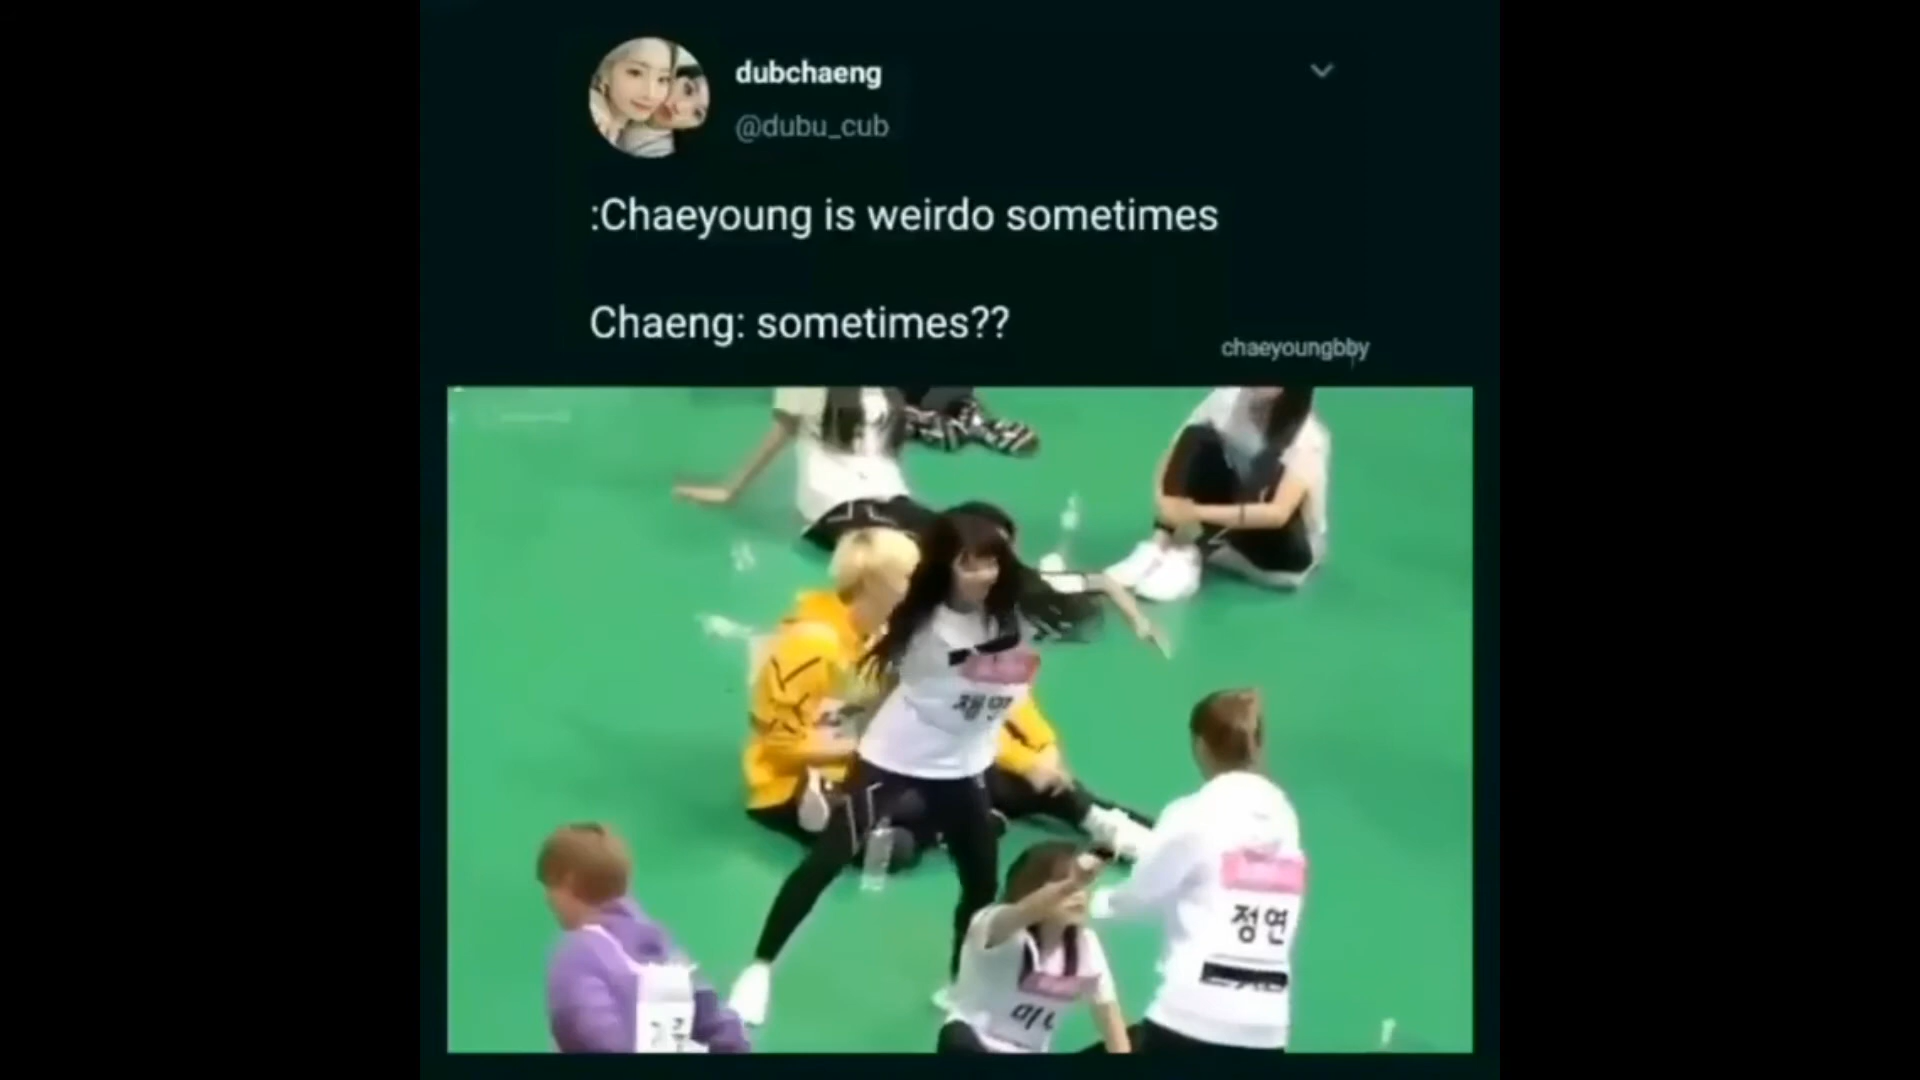 dubchaeng
@dubu_cub
:Chaeyoung is weirdo sometimes
Chaeng: sometimes??
chaeyoungbby
정연